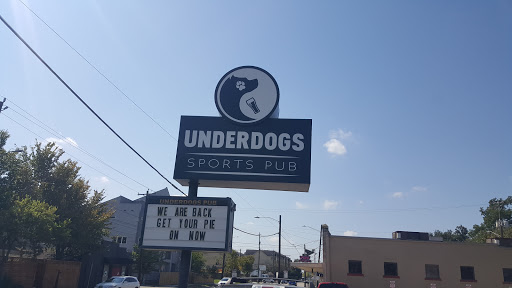 UNDERDOGS
SPORTS PUB
UNDERDOGS PUB
WE ARE BACK
GET YOUR PIE
ON NOW